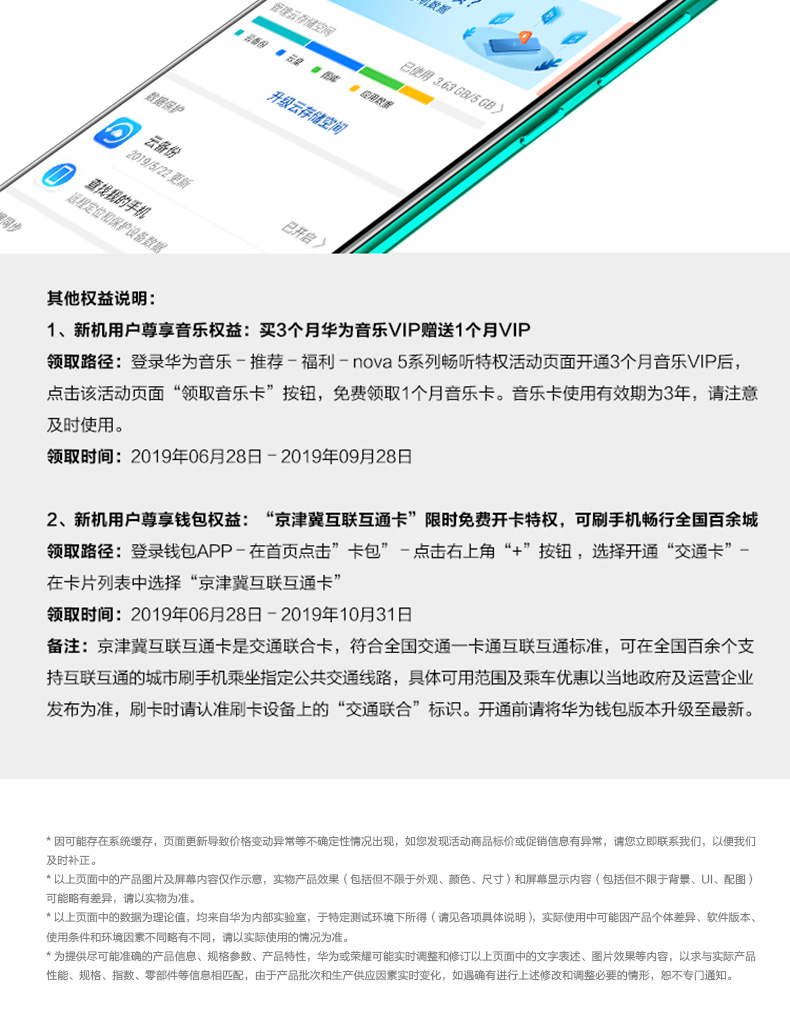 管理云存储空间
云备份 云盘 图库 应用数据
已使用 3.63 GB/5 GB
升级云存储空间
数据保护
云备份
2019/5/22 更新
查找我的手机
远程定位和保护设备数据
已开启
其他权益说明：
1、新机用户尊享音乐权益：买3个月华为音乐VIP赠送1个月VIP
领取路径：登录华为音乐－推荐－福利－nova 5系列畅听特权活动页面开通3个月音乐VIP后，
点击该活动页面“领取音乐卡”按钮，免费领取1个月音乐卡。音乐卡使用有效期为3年，请注意
及时使用。
领取时间：2019年06月28日－2019年09月28日
2、新机用户尊享钱包权益：“京津冀互联互通卡”限时免费开卡特权，可刷手机畅行全国百余城
领取路径：登录钱包APP－在首页点击”卡包”－点击右上角“+”按钮，选择开通“交通卡”－
在卡片列表中选择“京津冀互联互通卡”
领取时间：2019年06月28日－2019年10月31日
备注：京津冀互联互通卡是交通联合卡，符合全国交通一卡通互联互通标准，可在全国百余个支
持互联互通的城市刷手机乘坐指定公共交通线路，具体可用范围及乘车优惠以当地政府及运营企业
发布为准，刷卡时请认准刷卡设备上的“交通联合”标识。开通前请将华为钱包版本升级至最新。
* 因可能存在系统缓存，页面更新导致价格变动异常等不确定性情况出现，如您发现活动商品标价或促销信息有异常，请您立即联系我们，以便我们
及时补正。
* 以上页面中的产品图片及屏幕内容仅作示意，实物产品效果（包括但不限于外观、颜色、尺寸）和屏幕显示内容（包括但不限于背景、UI、配图）
可能略有差异，请以实物为准。
* 以上页面中的数据为理论值，均来自华为内部实验室，于特定测试环境下所得（请见各项具体说明），实际使用中可能因产品个体差异、软件版本、
使用条件和环境因素不同略有不同，请以实际使用的情况为准。
* 为提供尽可能准确的产品信息、规格参数、产品特性，华为或荣耀可能实时调整和修订以上页面中的文字表述、图片效果等内容，以求与实际产品
性能、规格、指数、零部件等信息相匹配，由于产品批次和生产供应因素实时变化，如遇确有进行上述修改和调整必要的情形，恕不专门通知。